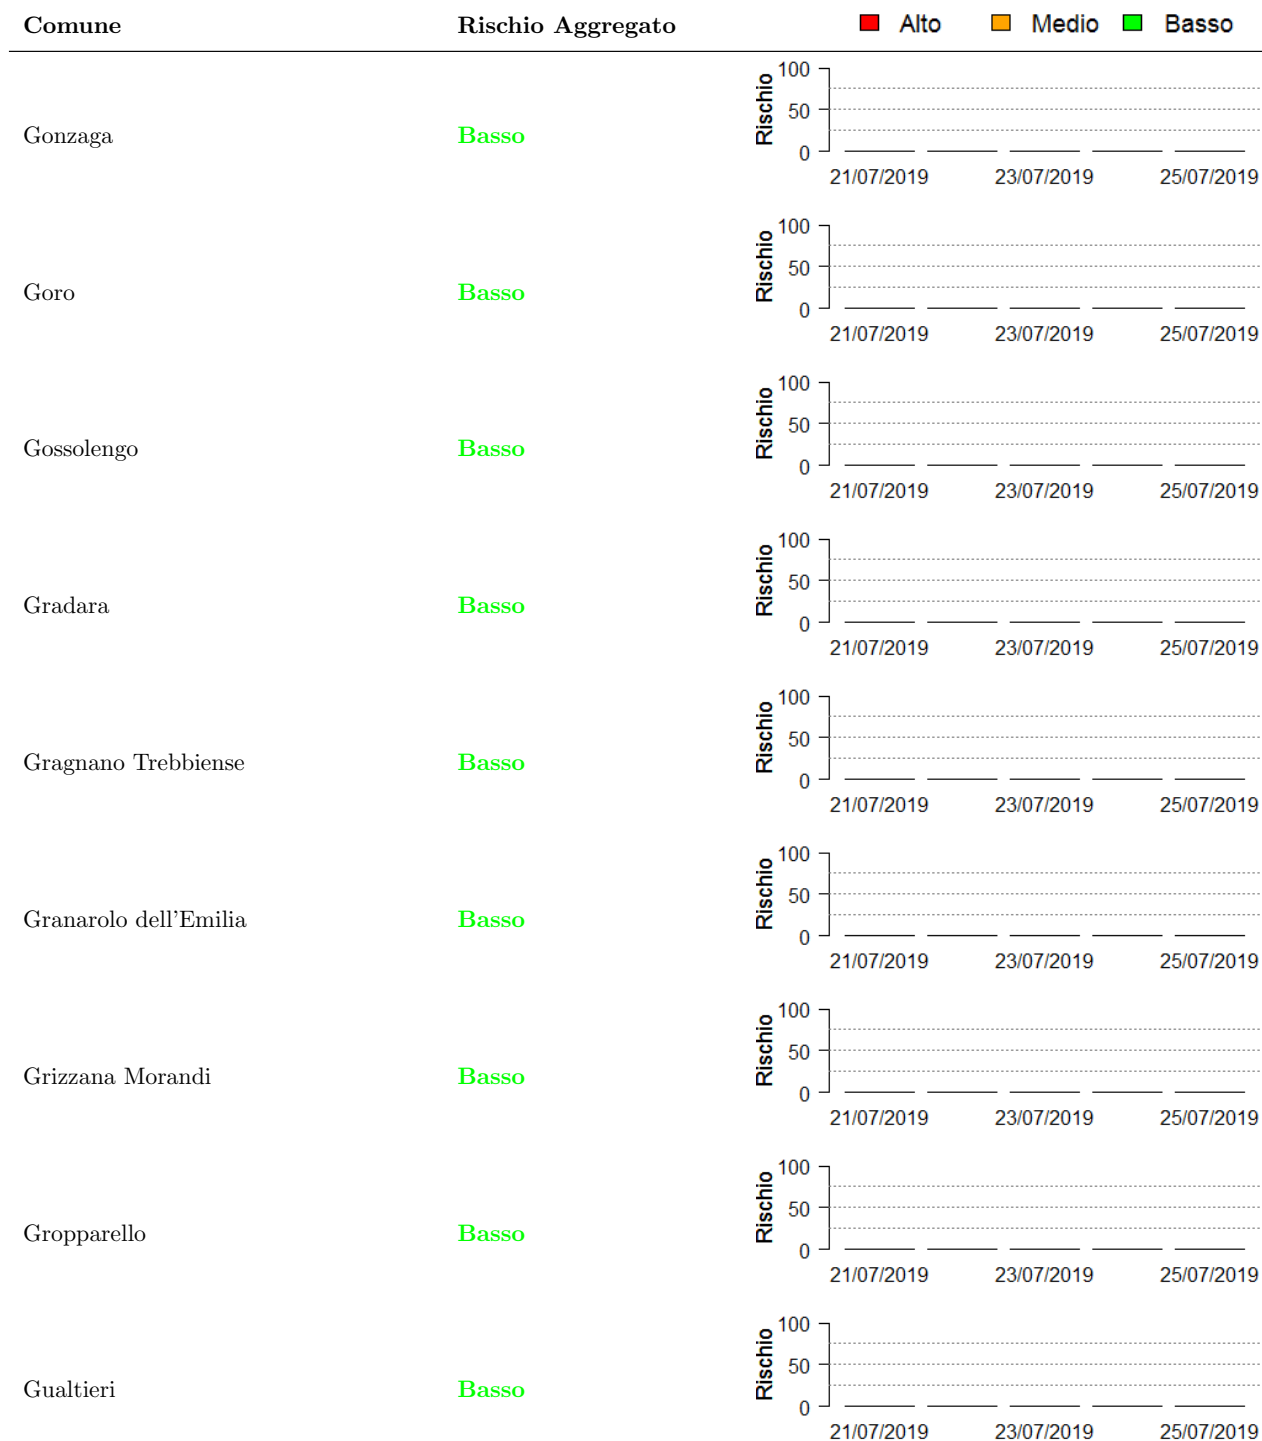 Comune Rischio Aggregato Alto Medio Basso
Gonzaga Basso Rischio 100 50 0
21/07/2019 23/07/2019 25/07/2019
Goro Basso Rischio 100 50 0
21/07/2019 23/07/2019 25/07/2019
Gossolengo Basso Rischio 100 50 0
21/07/2019 23/07/2019 25/07/2019
Gradara Basso Rischio 100 50 0
21/07/2019 23/07/2019 25/07/2019
Gragnano Trebbiense Basso Rischio 100 50 0
21/07/2019 23/07/2019 25/07/2019
Granarolo dell'Emilia Basso Rischio 100 50 0
21/07/2019 23/07/2019 25/07/2019
Grizzana Morandi Basso Rischio 100 50 0
21/07/2019 23/07/2019 25/07/2019
Gropparello Basso Rischio 100 50 0
21/07/2019 23/07/2019 25/07/2019
Gualtieri Basso Rischio 100 50 0
21/07/2019 23/07/2019 25/07/2019